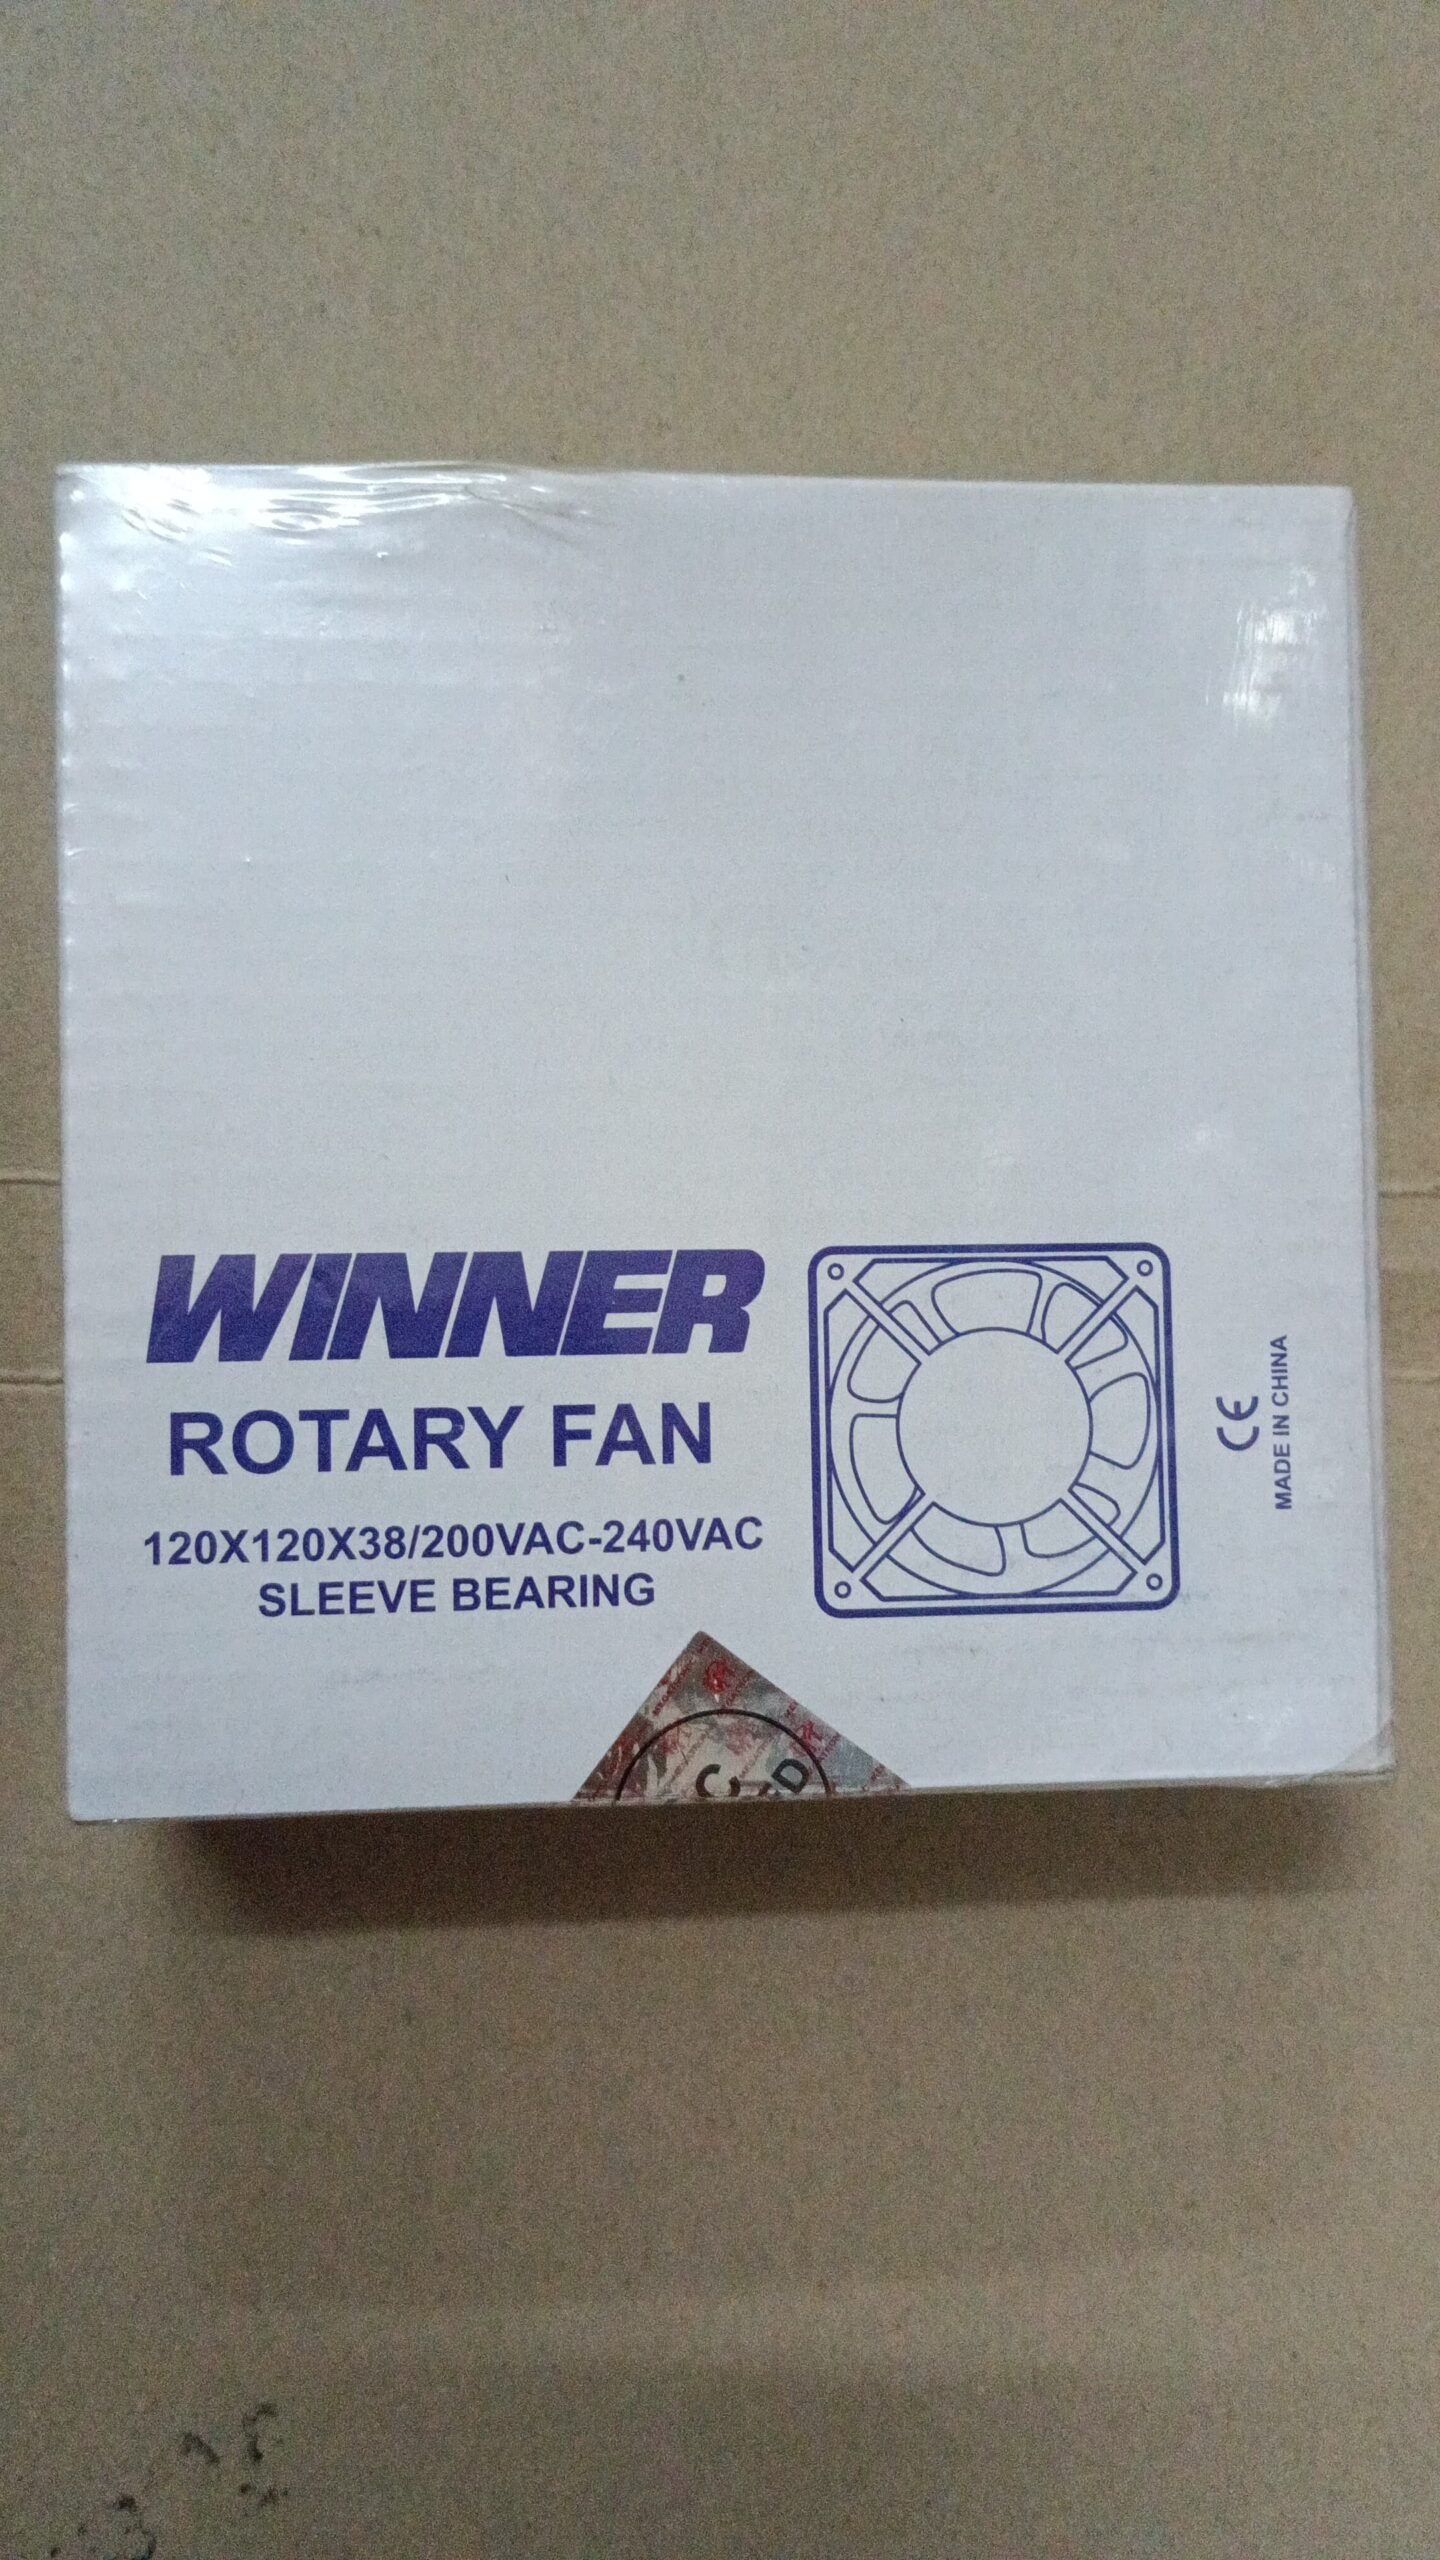 WINNER
ROTARY FAN
120X120X38/200VAC-240VAC
SLEEVE BEARING
CE
MADE IN CHINA